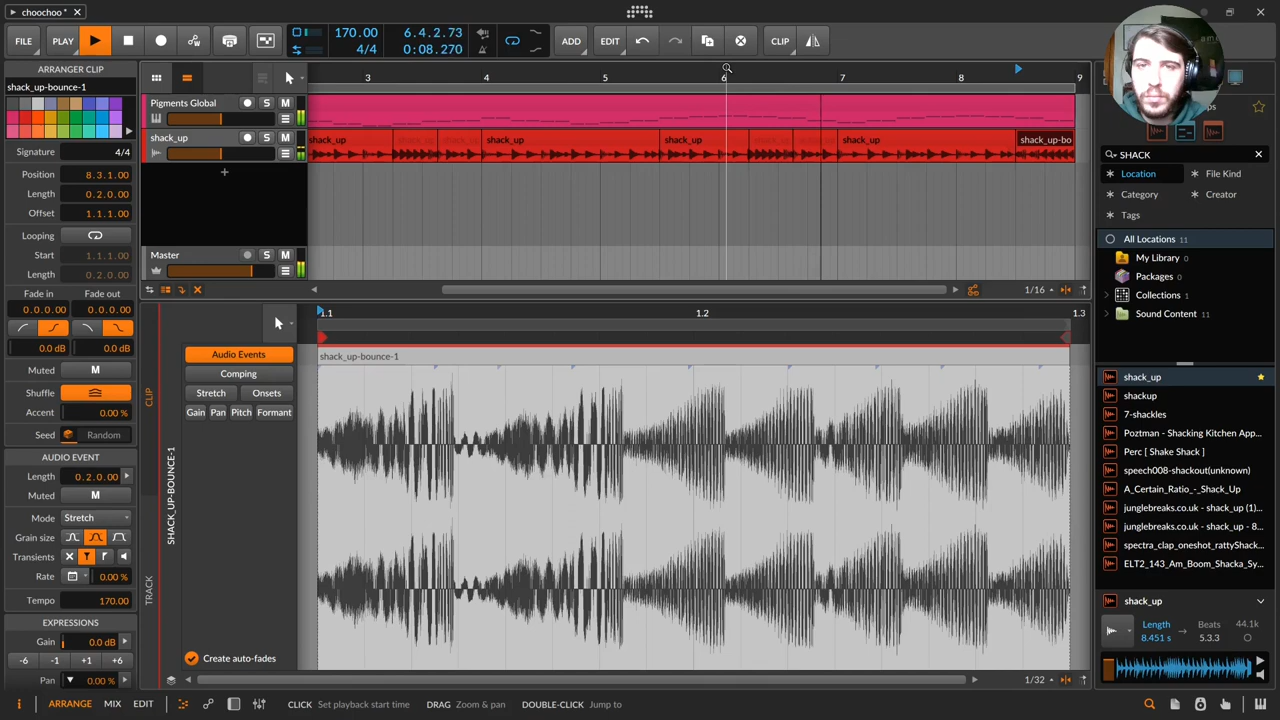 choochoo *
FILE
PLAY
170.00
4/4
6.4.2.73
0:08.270
ADD
EDIT
CLIP
ARRANGER CLIP
shack_up-bounce-1
Signature
4/4
Position
8.3.1.00
Length
0.2.0.00
Offset
1.1.1.00
Looping
Start
1.1.1.00
Length
0.2.0.00
Fade in
Fade out
0.0.0.00
0.0.0.00
0.0 dB
0.0 dB
Muted
M
Shuffle
Accent
0.00 %
Seed
Random
AUDIO EVENT
Length
0.2.0.00
Muted
M
Mode
Stretch
Grain size
Transients
Rate
0.00 %
Tempo
170.00
EXPRESSIONS
Gain
0.0 dB
-6
-1
+1
+6
Pan
0.00 %
3
4
5
6
7
8
9
Pigments Global
S
M
shack_up
S
M
shack_up
shack_up
shack_up
shack_up
shack_up-bo
Master
S
M
1/16
1.1
1.2
1.3
CLIP
TRACK
SHACK_UP-BOUNCE-1
Audio Events
Comping
Stretch
Onsets
Gain
Pan
Pitch
Formant
Create auto-fades
shack_up-bounce-1
1/32
SHACK
Location
File Kind
Category
Creator
Tags
All Locations 11
My Library 0
Packages 0
Collections 1
Sound Content 11
shack_up
shackup
7-shackles
Poztman - Shacking Kitchen App...
Perc [ Shake Shack ]
speech008-shackout(unknown)
A_Certain_Ratio_-_Shack_Up
junglebreaks.co.uk - shack_up (1)...
junglebreaks.co.uk - shack_up - 8...
spectra_clap_oneshot_rattyShack...
ELT2_143_Am_Boom_Shacka_Sy...
shack_up
Length
Beats
44.1k
8.451 s
5.3.3
ARRANGE
MIX
EDIT
CLICK
Set playback start time
DRAG
Zoom & pan
DOUBLE-CLICK
Jump to